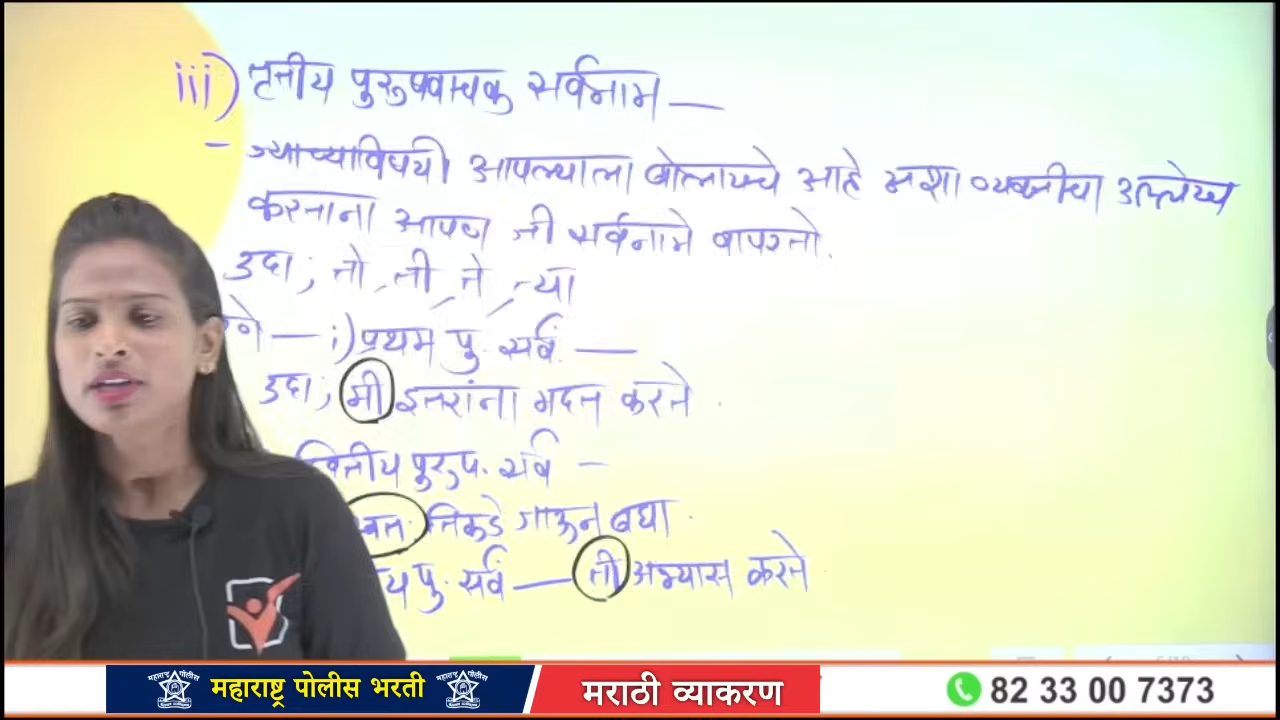 iii) तृतीय पुरुषवाचक सर्वनाम —
- ज्याच्याविषयी आपल्याला बोलायचे आहे अशा व्यक्तीचा उल्लेख
करताना आपण जी सर्वनामे वापरतो.
उदा; तो, ती, ते, त्या
— i) प्रथम पु. सर्व. —
उदा; मी इतरांना मदत करते.
द्वितीय पुरुष. सर्व —
तिकडे जाऊन बघा.
य पु. सर्व — ती अभ्यास करते
महाराष्ट्र पोलीस भरती
मराठी व्याकरण
82 33 00 7373